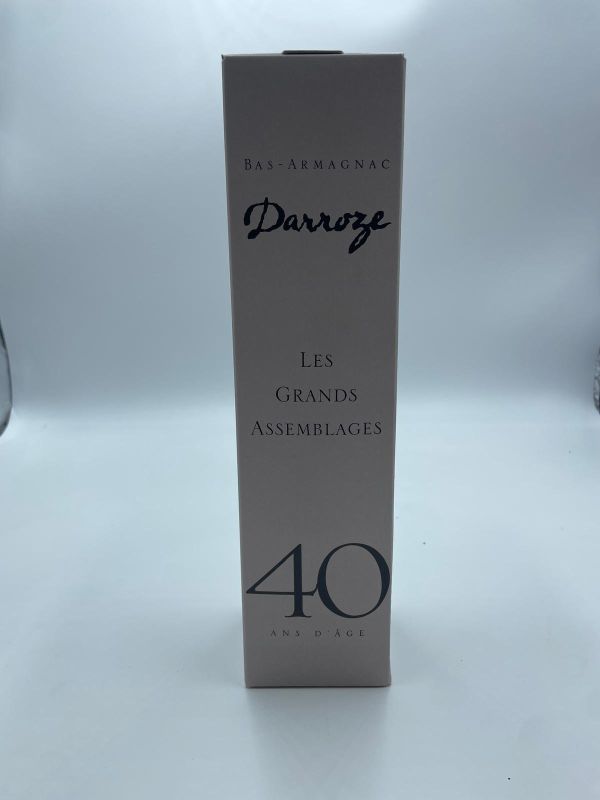 Bas-Armagnac
Darroze
Les
Grands
Assemblages
40
ANS D'ÂGE